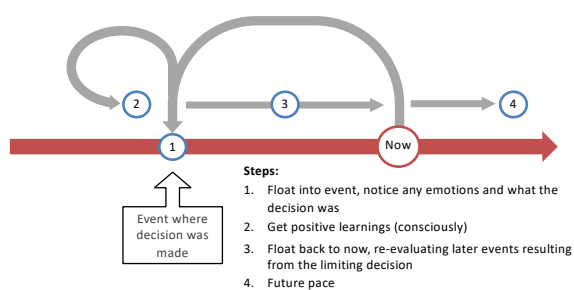 2
3
4
1
Now
Event where
decision was
made
Steps:
1. Float into event, notice any emotions and what the
decision was
2. Get positive learnings (consciously)
3. Float back to now, re-evaluating later events resulting
from the limiting decision
4. Future pace